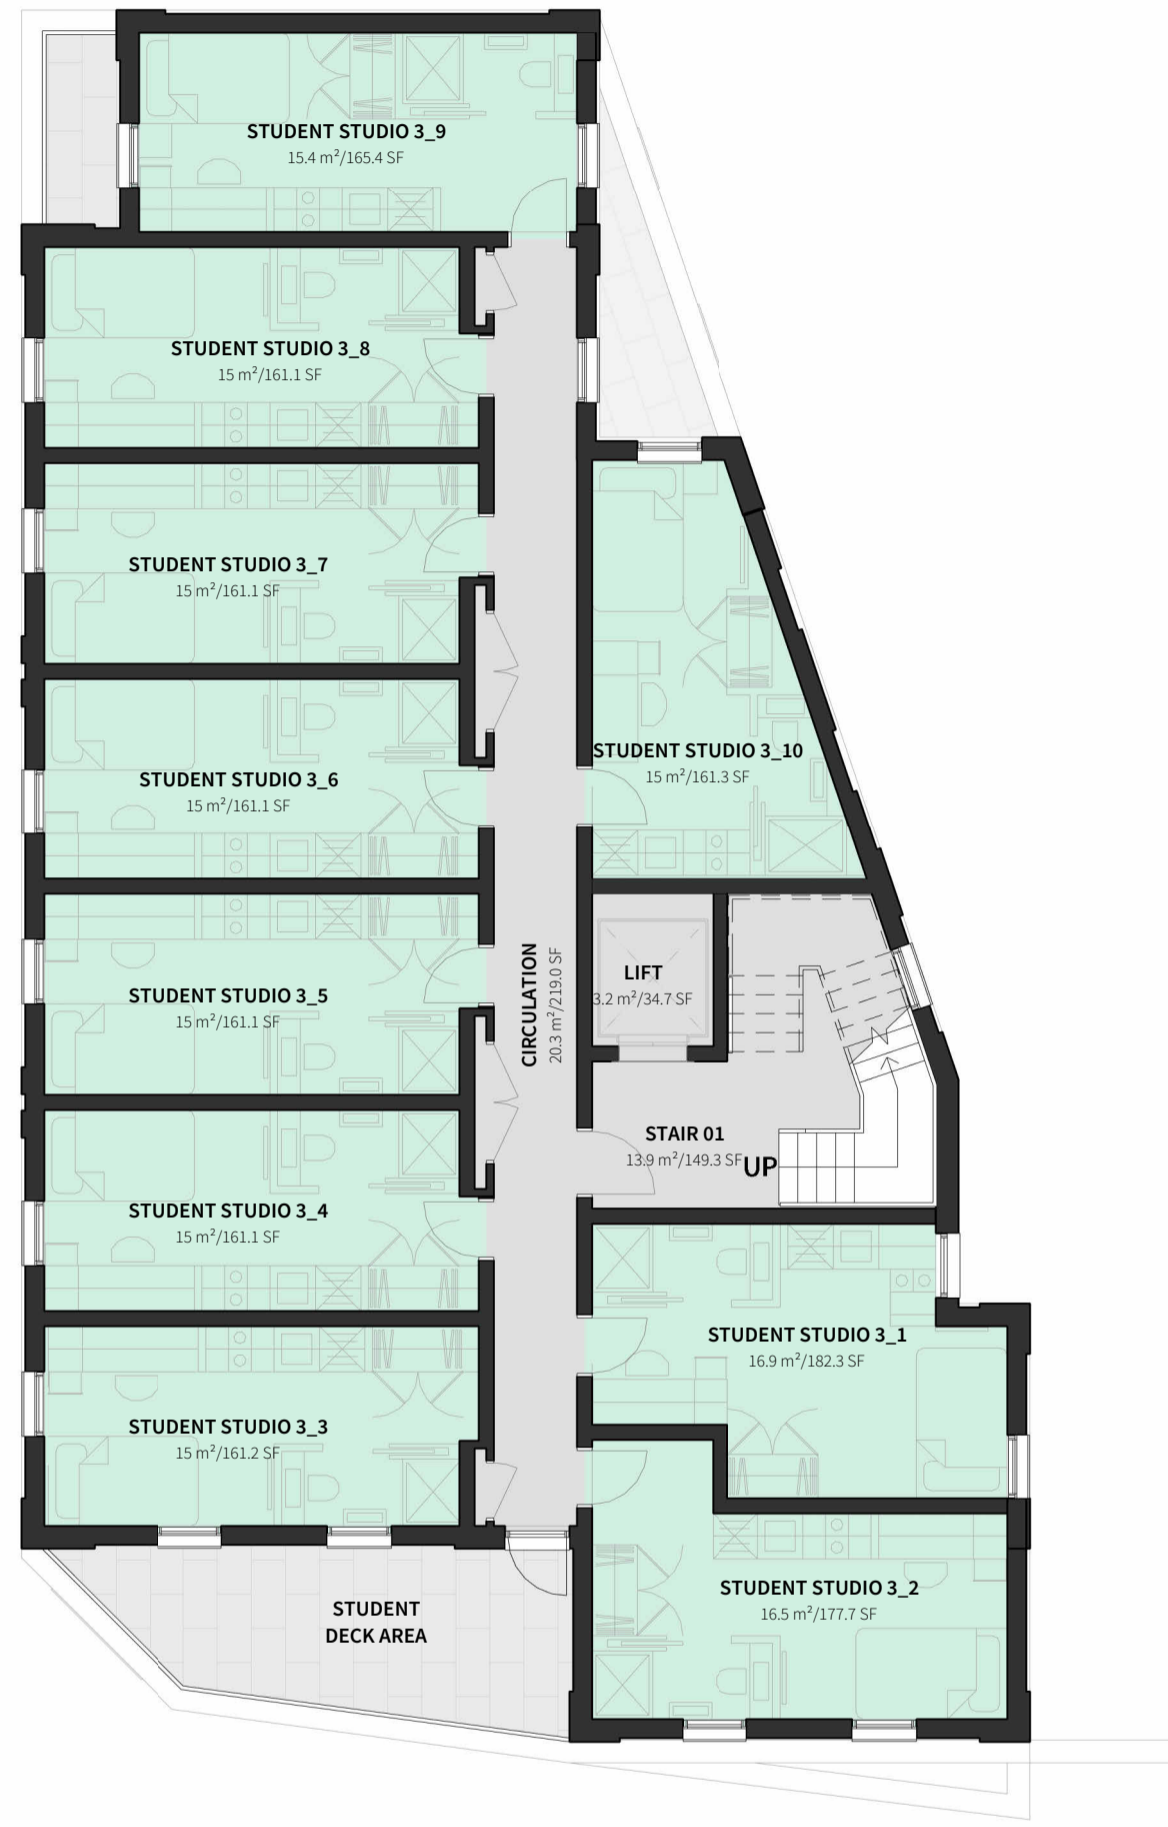 STUDENT STUDIO 3_9
15.4 m²/165.4 SF
STUDENT STUDIO 3_8
15 m²/161.1 SF
STUDENT STUDIO 3_7
15 m²/161.1 SF
STUDENT STUDIO 3_10
15 m²/161.3 SF
STUDENT STUDIO 3_6
15 m²/161.1 SF
CIRCULATION
20.3 m²/219.0 SF
LIFT
3.2 m²/34.7 SF
STUDENT STUDIO 3_5
15 m²/161.1 SF
STAIR 01
13.9 m²/149.3 SF
UP
STUDENT STUDIO 3_4
15 m²/161.1 SF
STUDENT STUDIO 3_1
16.9 m²/182.3 SF
STUDENT STUDIO 3_3
15 m²/161.2 SF
STUDENT STUDIO 3_2
16.5 m²/177.7 SF
STUDENT
DECK AREA